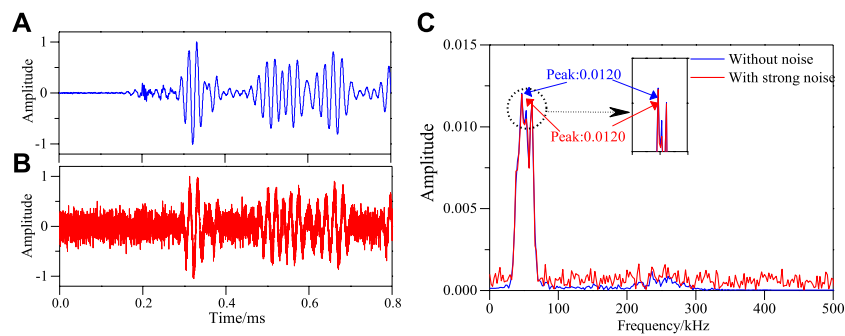 A
Amplitude
1
0
-1
B
Amplitude
1
0
-1
0.0
0.2
0.4
0.6
0.8
Time/ms
C
Amplitude
0.015
0.010
0.005
0.000
0
100
200
300
400
500
Frequency/kHz
Peak:0.0120
Peak:0.0120
Without noise
With strong noise